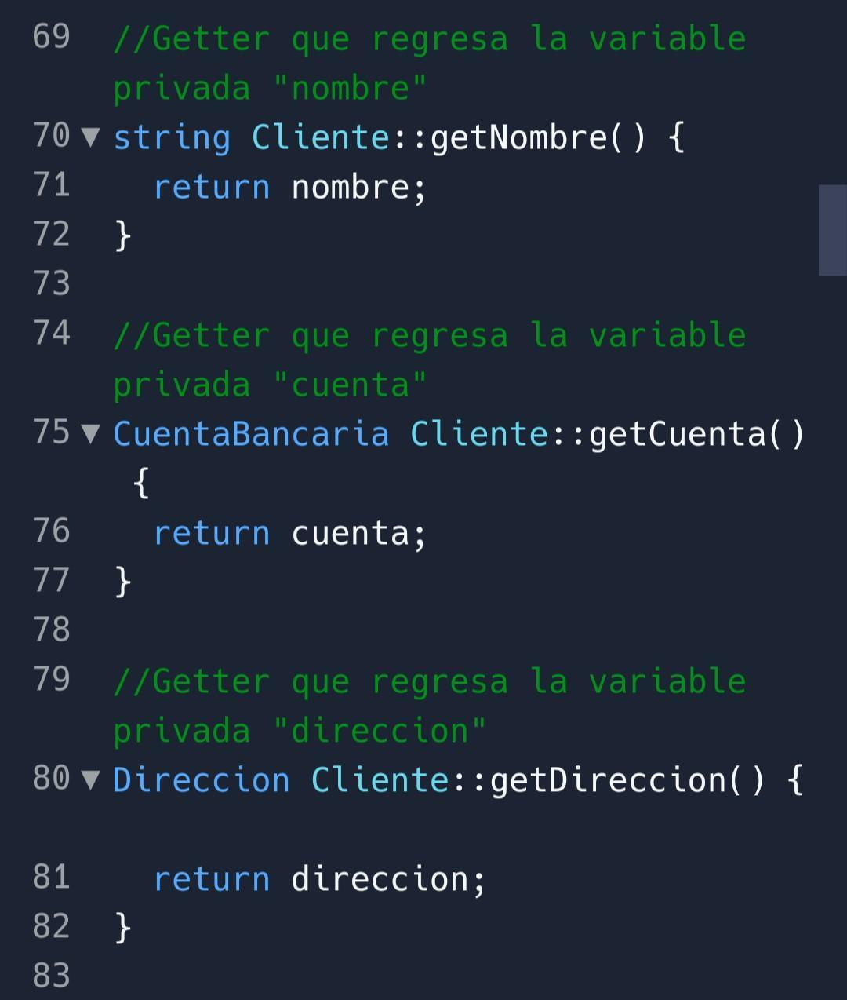 69 //Getter que regresa la variable
privada "nombre"
70 ▼ string Cliente::getNombre() {
71 return nombre;
72 }
73
74 //Getter que regresa la variable
privada "cuenta"
75 ▼ CuentaBancaria Cliente::getCuenta()
{
76 return cuenta;
77 }
78
79 //Getter que regresa la variable
privada "direccion"
80 ▼ Direccion Cliente::getDireccion() {
81 return direccion;
82 }
83